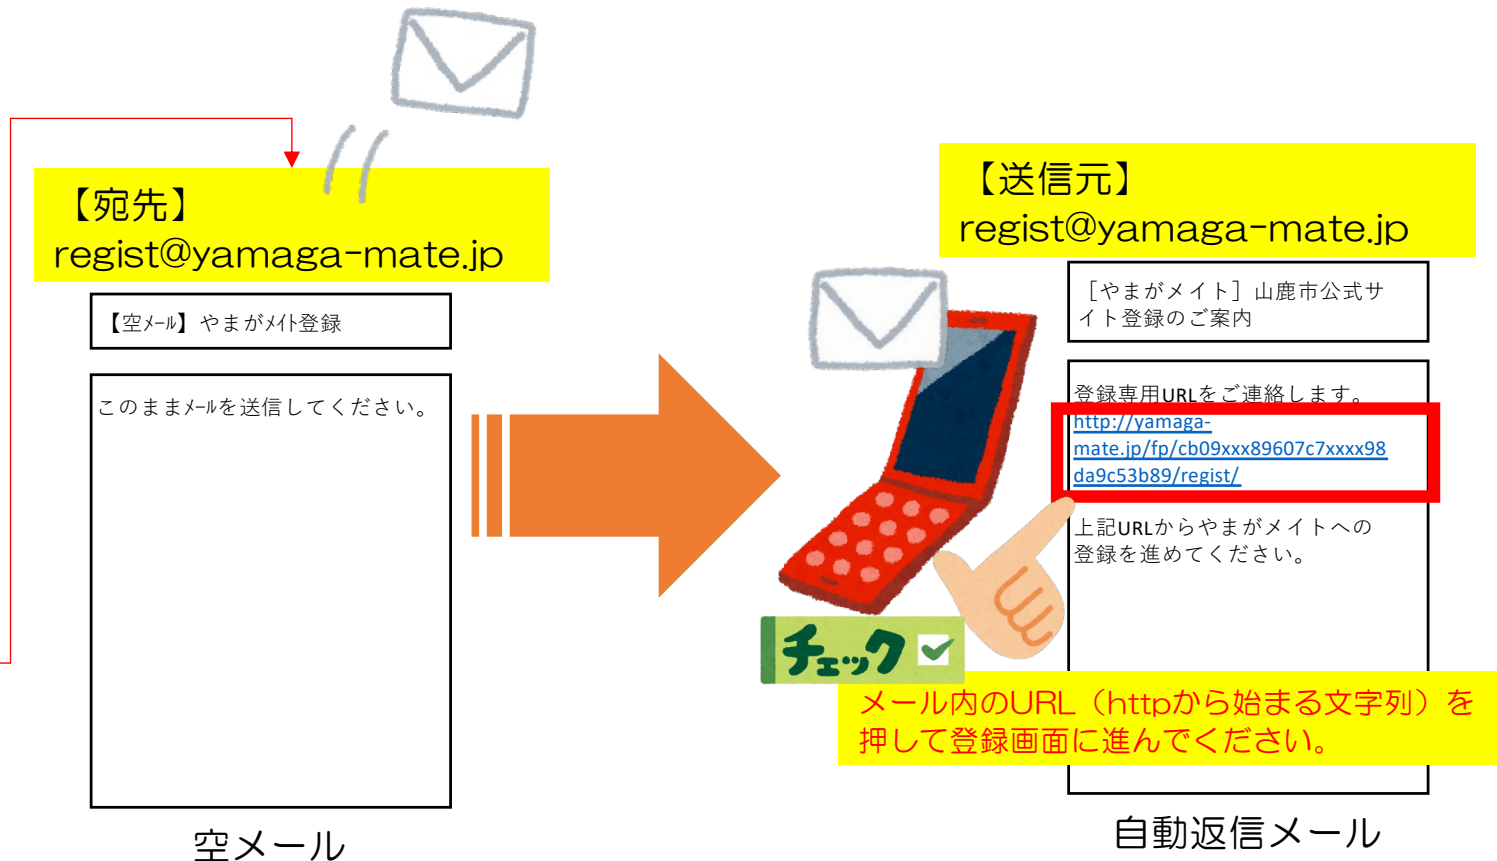 【宛先】
regist@yamaga-mate.jp
【空メール】やまがメイト登録
このままメールを送信してください。
空メール
【送信元】
regist@yamaga-mate.jp
［やまがメイト］山鹿市公式サ
イト登録のご案内
登録専用URLをご連絡します。
http://yamaga-
mate.jp/fp/cb09xxx89607c7xxxx98
da9c53b89/regist/
上記URLからやまがメイトへの
登録を進めてください。
チェック
メール内のURL（httpから始まる文字列）を
押して登録画面に進んでください。
自動返信メール